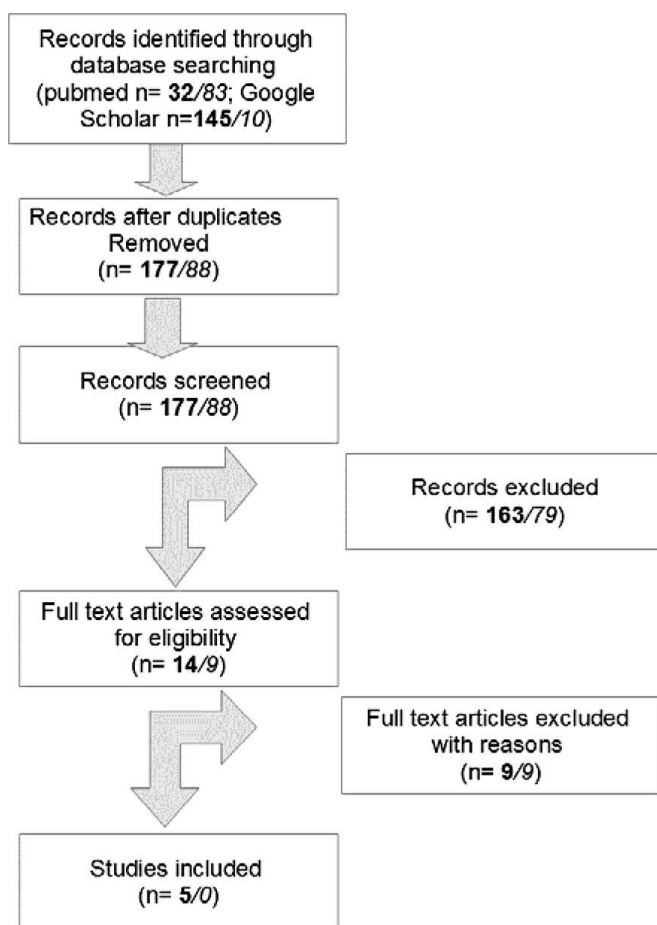 Records identified through
database searching
(pubmed n= 32/83; Google
Scholar n=145/10)
Records after duplicates
Removed
(n= 177/88)
Records screened
(n= 177/88)
Records excluded
(n= 163/79)
Full text articles assessed
for eligibility
(n= 14/9)
Full text articles excluded
with reasons
(n= 9/9)
Studies included
(n= 5/0)